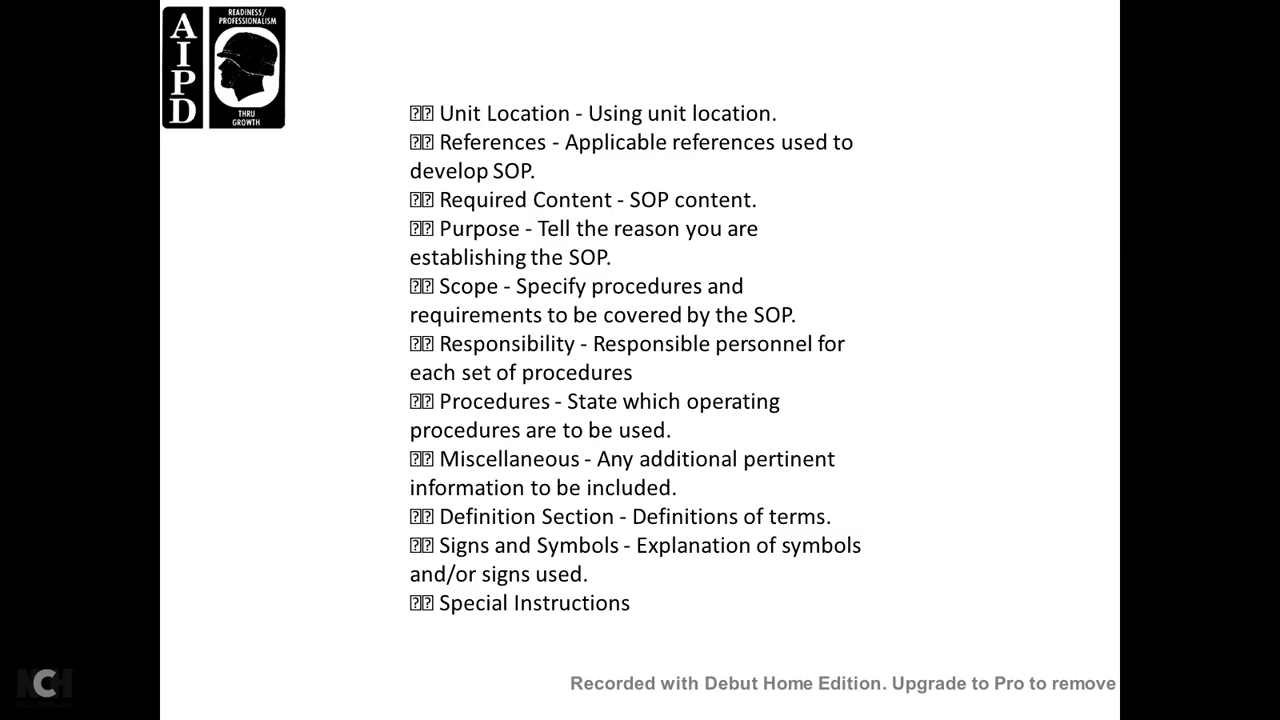 READINESS/
PROFESSIONALISM
AIPD
THRU
GROWTH
⍰⍰ Unit Location - Using unit location.
⍰⍰ References - Applicable references used to
develop SOP.
⍰⍰ Required Content - SOP content.
⍰⍰ Purpose - Tell the reason you are
establishing the SOP.
⍰⍰ Scope - Specify procedures and
requirements to be covered by the SOP.
⍰⍰ Responsibility - Responsible personnel for
each set of procedures
⍰⍰ Procedures - State which operating
procedures are to be used.
⍰⍰ Miscellaneous - Any additional pertinent
information to be included.
⍰⍰ Definition Section - Definitions of terms.
⍰⍰ Signs and Symbols - Explanation of symbols
and/or signs used.
⍰⍰ Special Instructions
NCH
NCH Software
Recorded with Debut Home Edition. Upgrade to Pro to remove